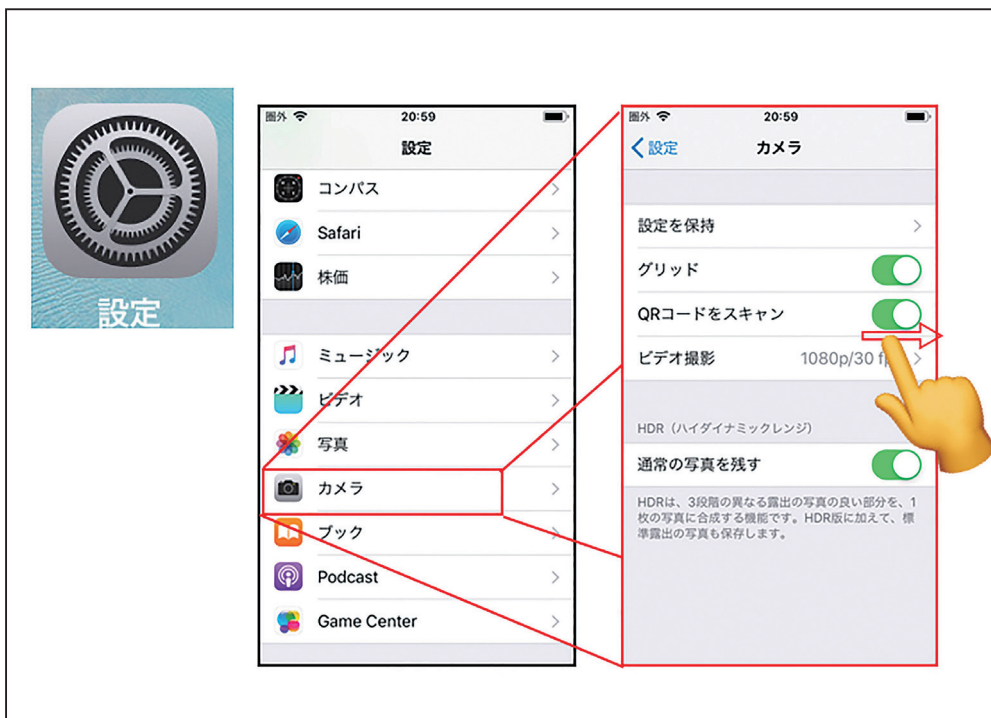 設定
圏外 20:59
設定
コンパス
Safari
株価
ミュージック
ビデオ
写真
カメラ
ブック
Podcast
Game Center
圏外 20:59
設定 カメラ
設定を保持
グリッド
QRコードをスキャン
ビデオ撮影 1080p/30
HDR（ハイダイナミックレンジ）
通常の写真を残す
HDRは、3段階の異なる露出の写真の良い部分を、1
枚の写真に合成する機能です。HDR版に加えて、標
準露出の写真も保存します。